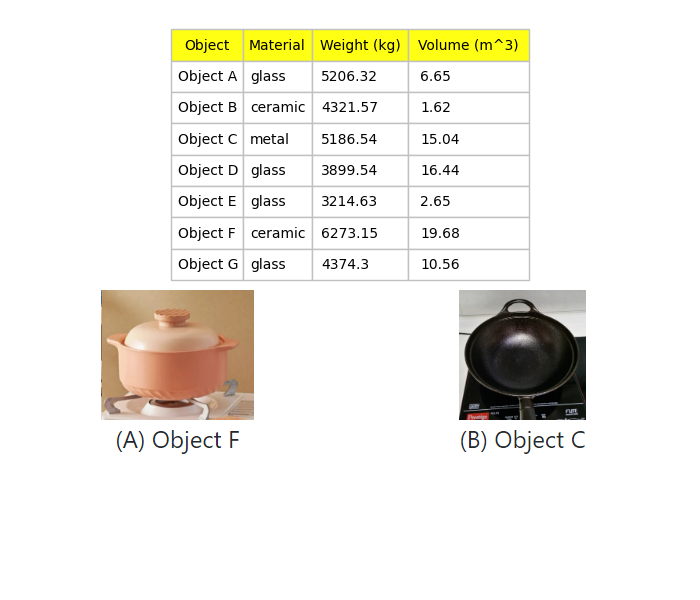 Object Material Weight (kg) Volume (m^3)
Object A glass 5206.32 6.65
Object B ceramic 4321.57 1.62
Object C metal 5186.54 15.04
Object D glass 3899.54 16.44
Object E glass 3214.63 2.65
Object F ceramic 6273.15 19.68
Object G glass 4374.3 10.56
(A) Object F
(B) Object C